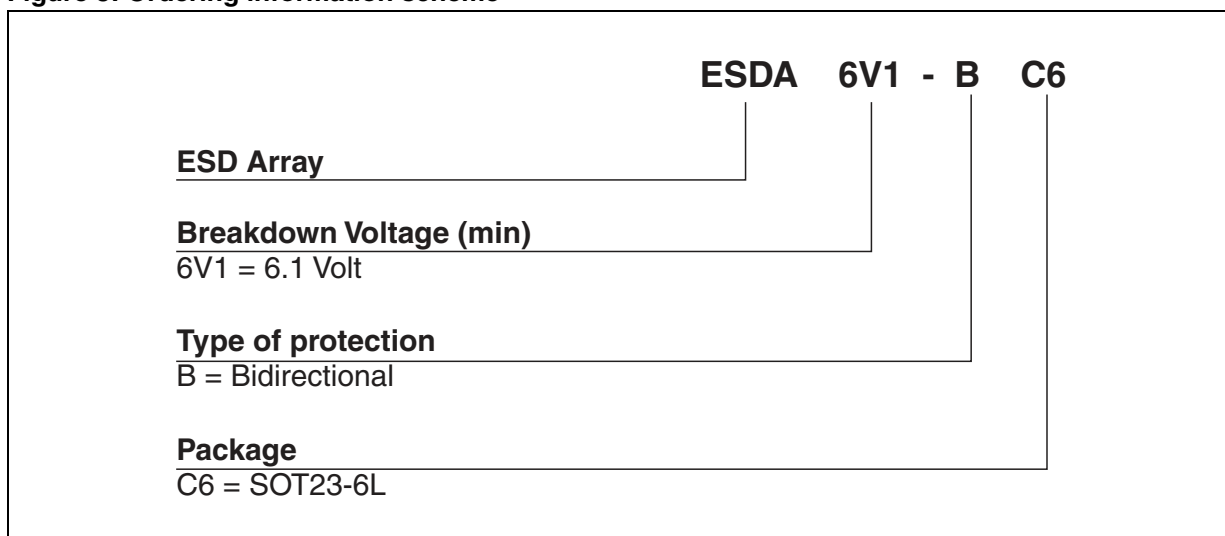 ESDA 6V1 - B C6
ESD Array
Breakdown Voltage (min)
6V1 = 6.1 Volt
Type of protection
B = Bidirectional
Package
C6 = SOT23-6L